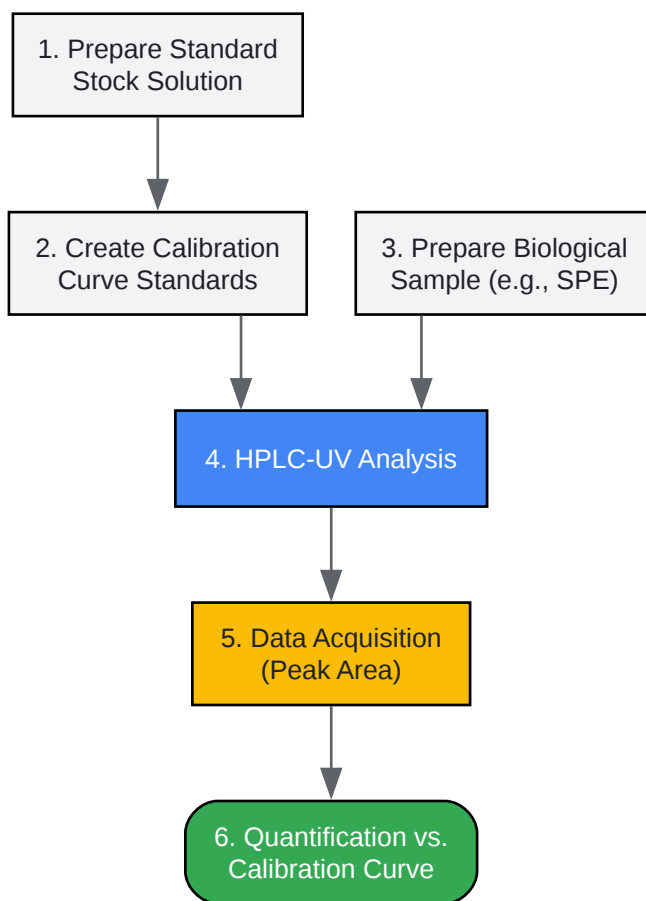 1. Prepare Standard
Stock Solution
2. Create Calibration
Curve Standards
3. Prepare Biological
Sample (e.g., SPE)
4. HPLC-UV Analysis
5. Data Acquisition
(Peak Area)
6. Quantification vs.
Calibration Curve